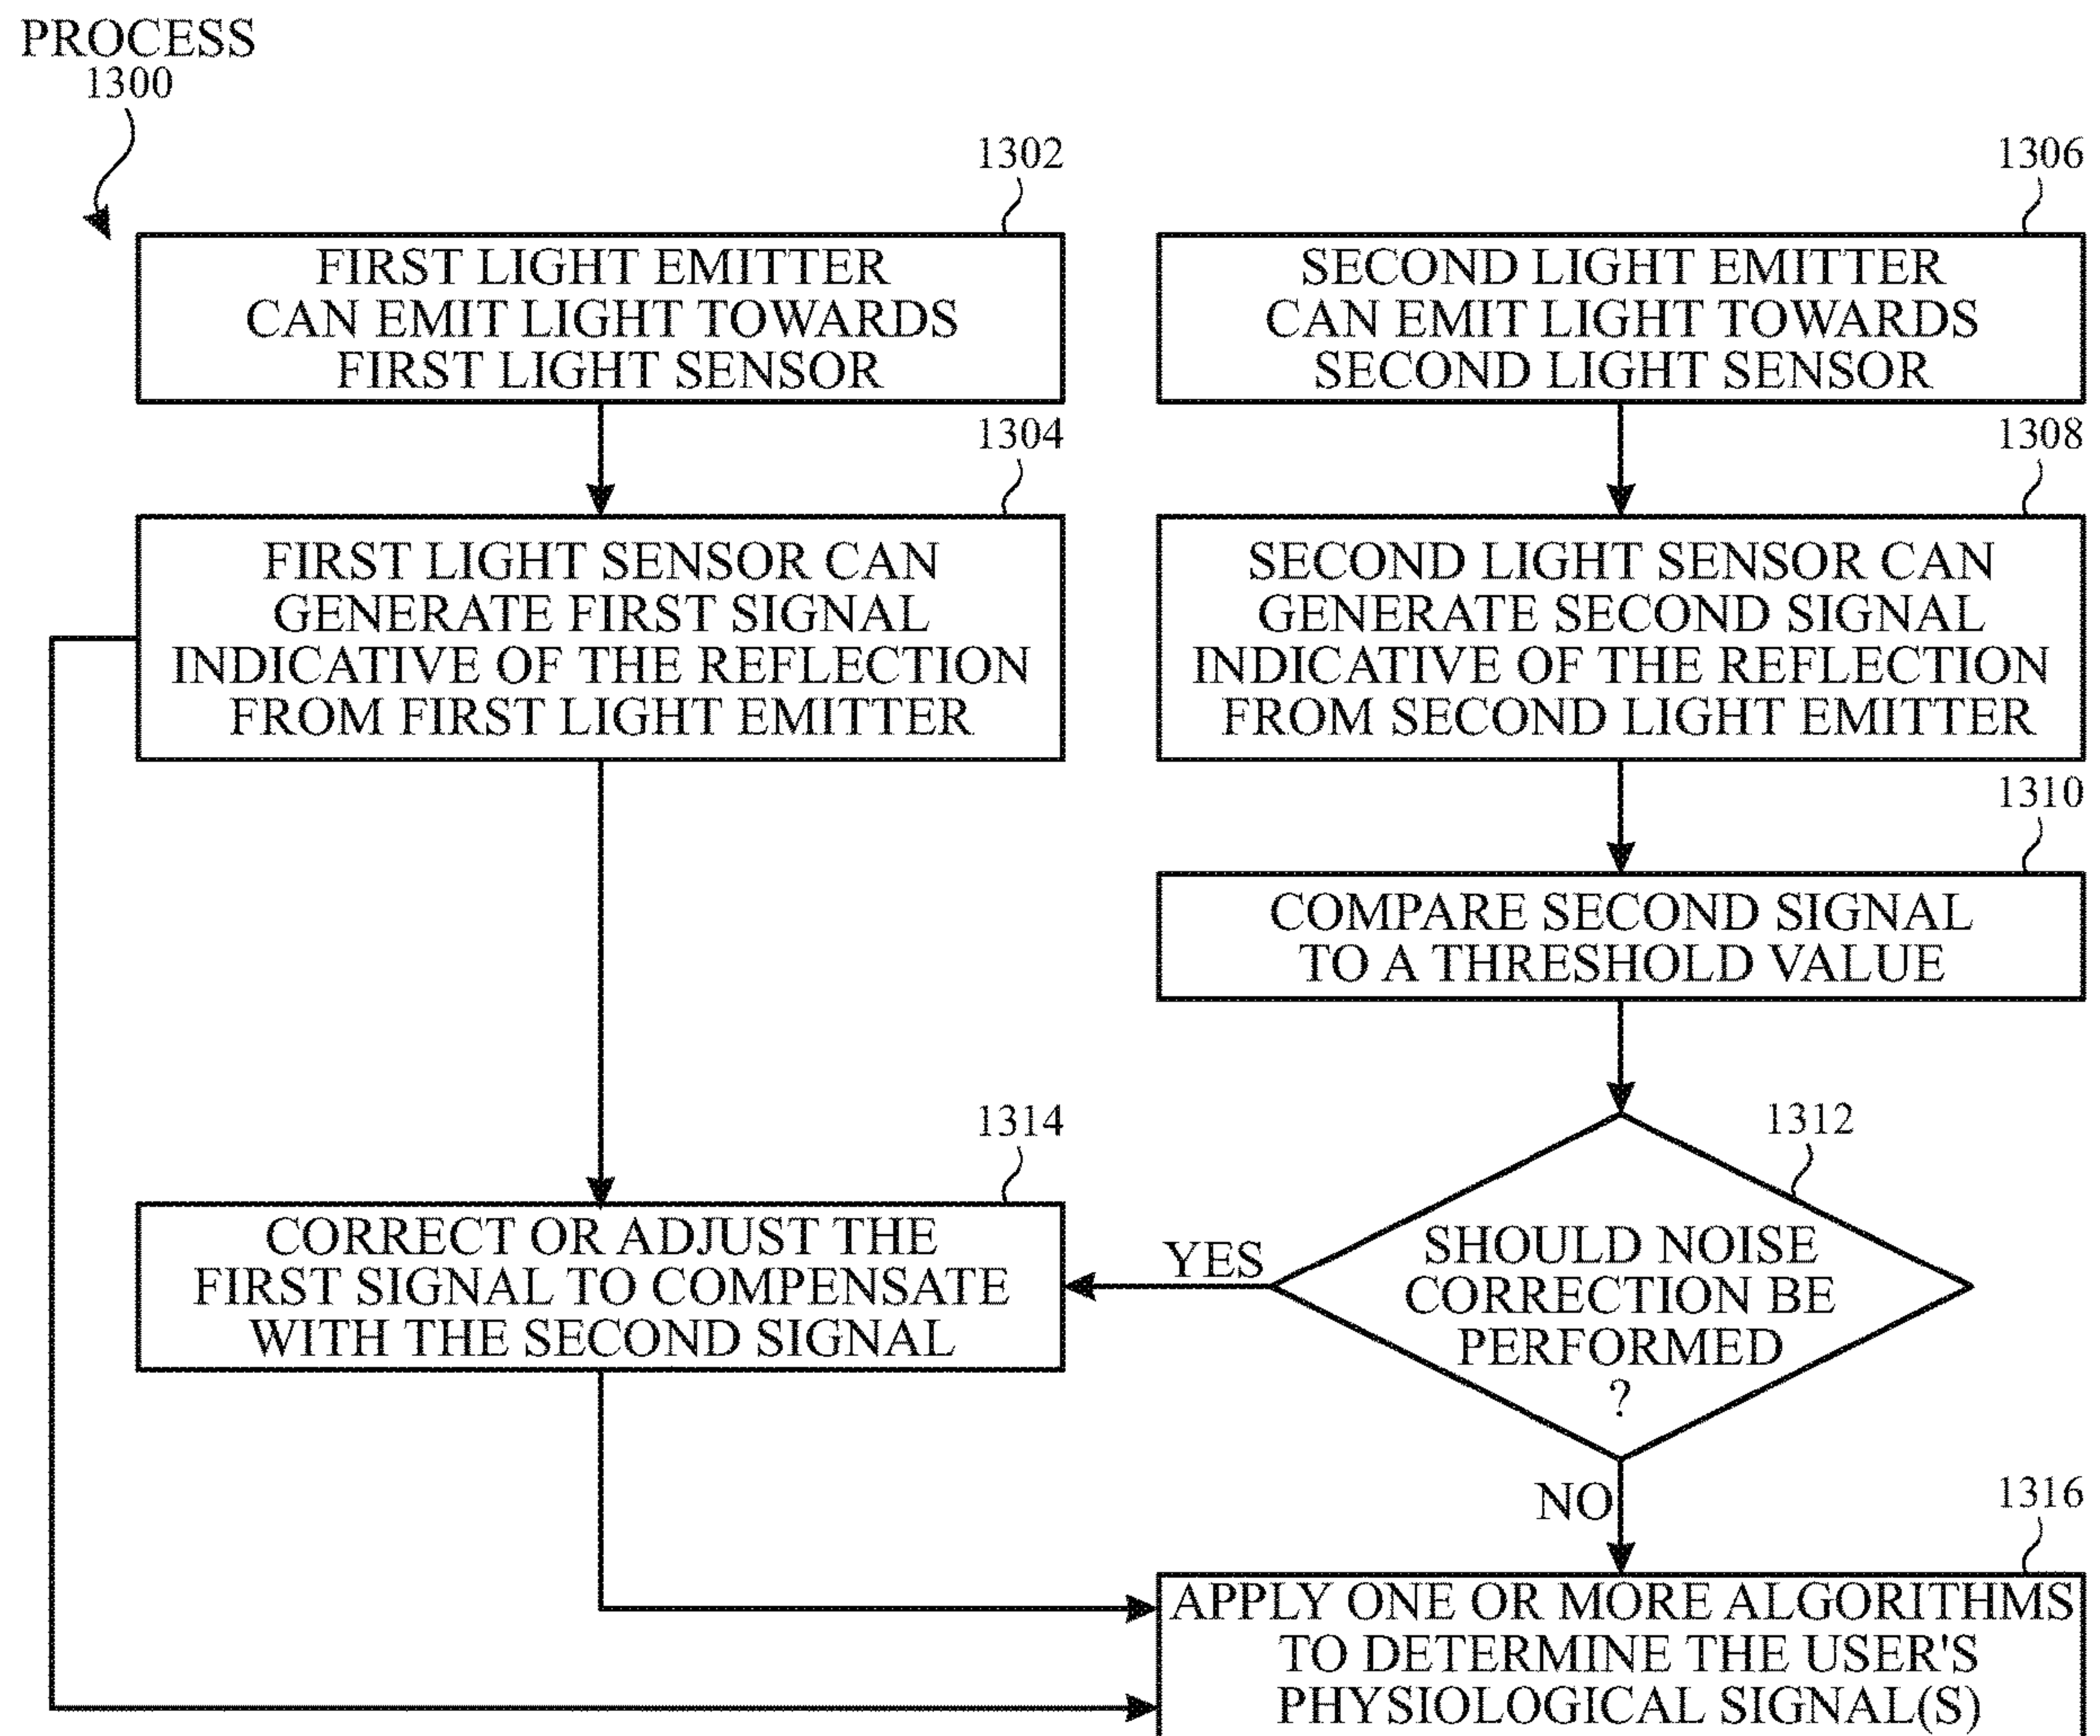 PROCESS
1300
1302
FIRST LIGHT EMITTER
CAN EMIT LIGHT TOWARDS
FIRST LIGHT SENSOR
1306
SECOND LIGHT EMITTER
CAN EMIT LIGHT TOWARDS
SECOND LIGHT SENSOR
1304
FIRST LIGHT SENSOR CAN
GENERATE FIRST SIGNAL
INDICATIVE OF THE REFLECTION
FROM FIRST LIGHT EMITTER
1308
SECOND LIGHT SENSOR CAN
GENERATE SECOND SIGNAL
INDICATIVE OF THE REFLECTION
FROM SECOND LIGHT EMITTER
1310
COMPARE SECOND SIGNAL
TO A THRESHOLD VALUE
1312
SHOULD NOISE
CORRECTION BE
PERFORMED
?
YES
NO
1314
CORRECT OR ADJUST THE
FIRST SIGNAL TO COMPENSATE
WITH THE SECOND SIGNAL
1316
APPLY ONE OR MORE ALGORITHMS
TO DETERMINE THE USER'S
PHYSIOLOGICAL SIGNAL(S)